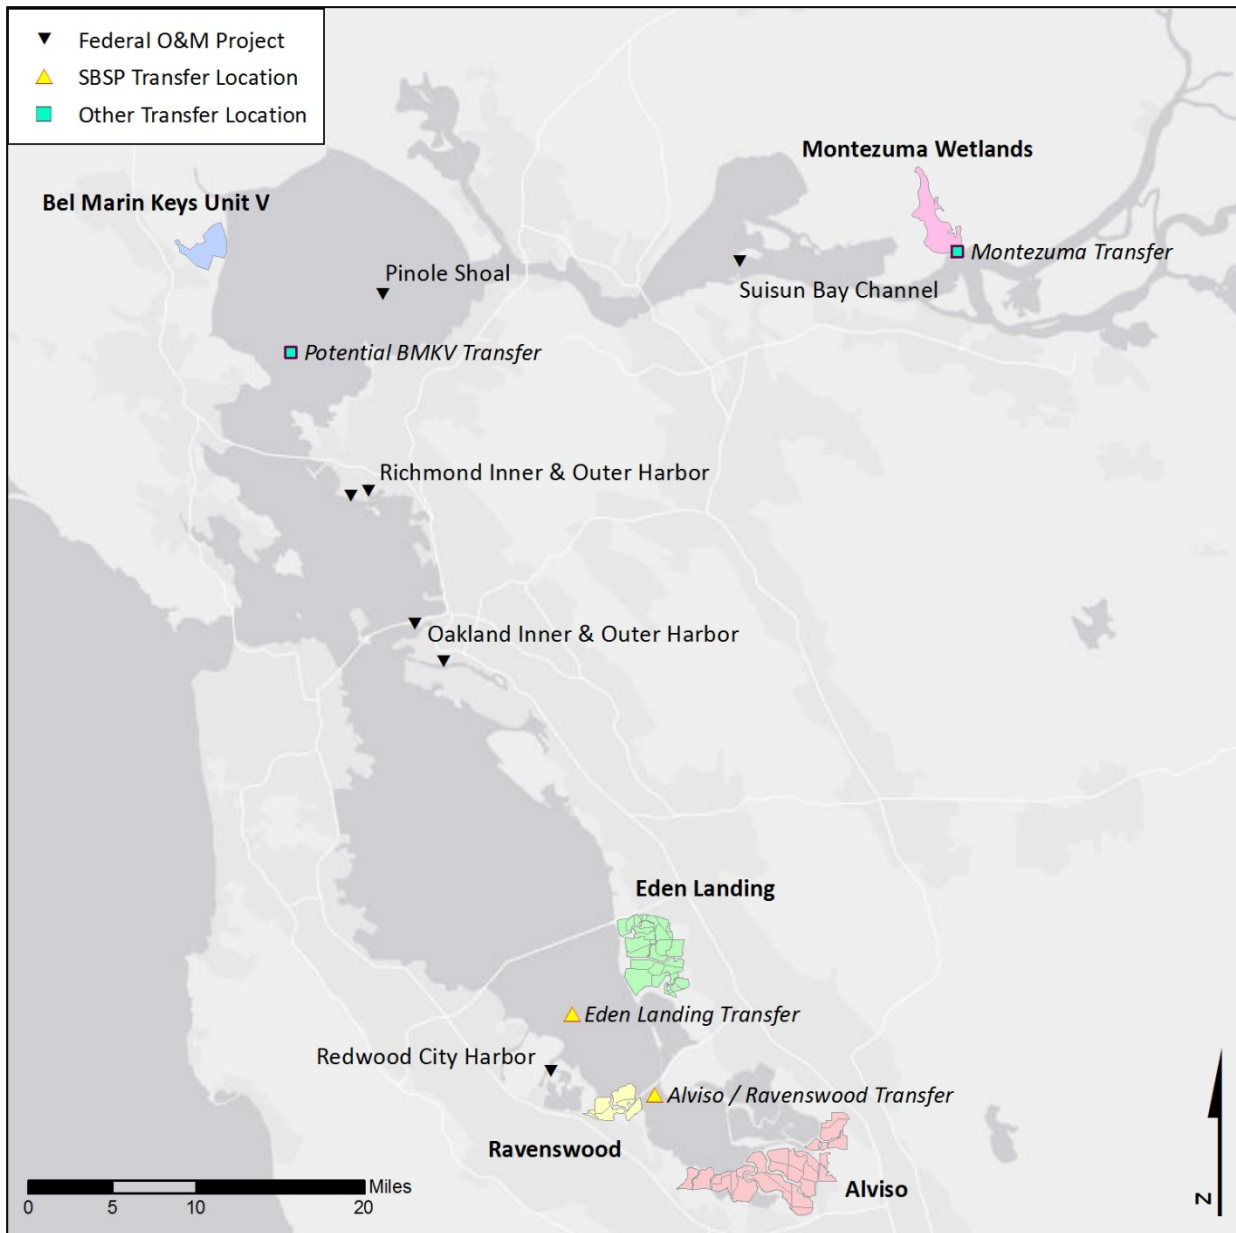 Federal O&M Project
SBSP Transfer Location
Other Transfer Location
Montezuma Wetlands
Bel Marin Keys Unit V
Montezuma Transfer
Pinole Shoal
Suisun Bay Channel
Potential BMKV Transfer
Richmond Inner & Outer Harbor
Oakland Inner & Outer Harbor
Eden Landing
Eden Landing Transfer
Redwood City Harbor
Alviso / Ravenswood Transfer
Ravenswood
Alviso
Miles
0 5 10 20
N